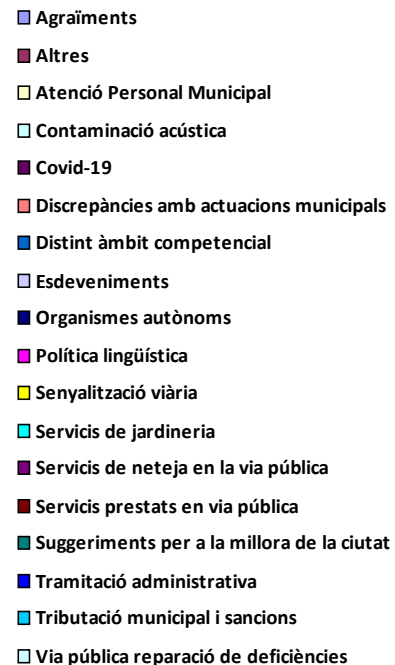 Agraïments
Altres
Atenció Personal Municipal
Contaminació acústica
Covid-19
Discrepàncies amb actuacions municipals
Distint àmbit competencial
Esdeveniments
Organismes autònoms
Política lingüística
Senyalització viària
Servicis de jardineria
Servicis de neteja en la via pública
Servicis prestats en via pública
Suggeriments per a la millora de la ciutat
Tramitació administrativa
Tributació municipal i sancions
Via pública reparació de deficiències